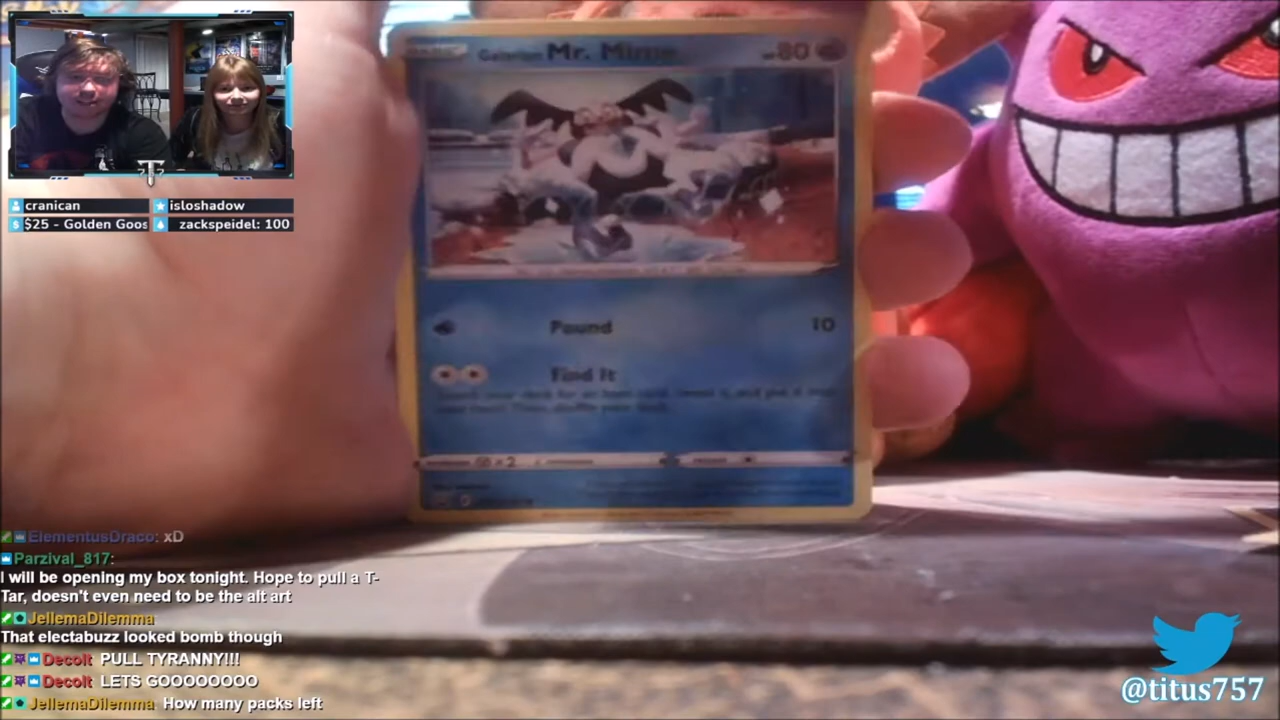 Galarian Mr. Mime 80
cranican
isloshadow
$25 - Golden Goos
zackspeidel: 100
Pound 10
Find It
x2
ElementusDraco: xD
Parzival_817:
I will be opening my box tonight. Hope to pull a T-
Tar, doesn't even need to be the alt art
JellemaDilemma
That electabuzz looked bomb though
Decolt PULL TYRANNY!!!
Decolt LETS GOOOOOOOO
JellemaDilemma How many packs left
@titus757